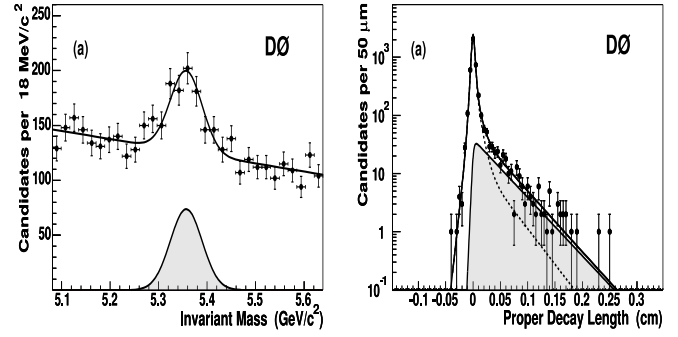 Candidates per 18 MeV/c²
250
200
150
100
50
(a)
DØ
5.1 5.2 5.3 5.4 5.5 5.6
Invariant Mass (GeV/c²)
Candidates per 50 μm
10³
10²
10
1
10⁻¹
(a)
DØ
-0.1 -0.05 0 0.05 0.1 0.15 0.2 0.25 0.3
Proper Decay Length (cm)